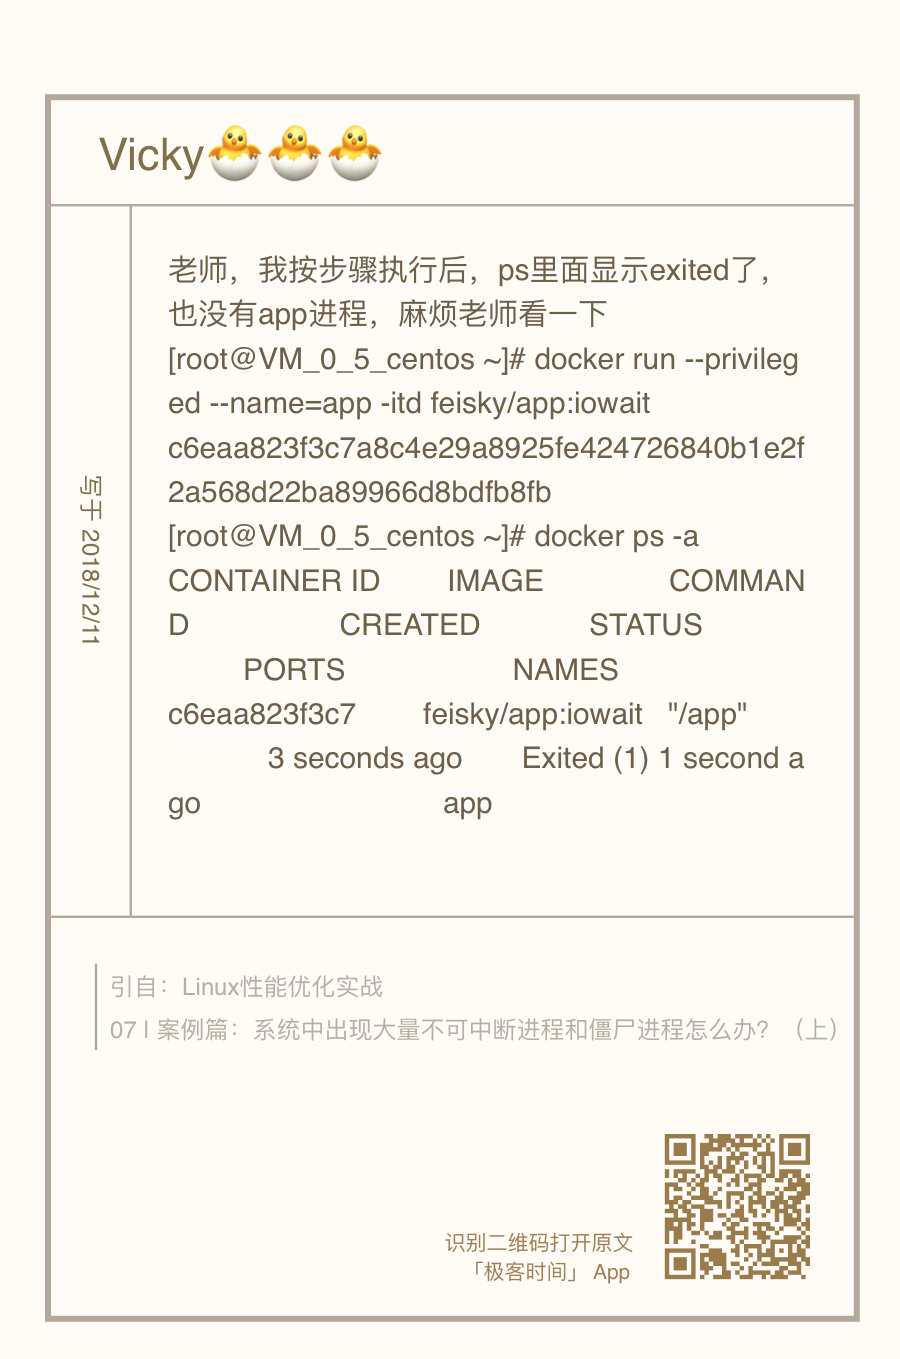 Vicky🐣🐣🐣
写于 2018/12/11
老师，我按步骤执行后，ps里面显示exited了，
也没有app进程，麻烦老师看一下
[root@VM_0_5_centos ~]# docker run --privileg
ed --name=app -itd feisky/app:iowait
c6eaa823f3c7a8c4e29a8925fe424726840b1e2f
2a568d22ba89966d8bdfb8fb
[root@VM_0_5_centos ~]# docker ps -a
CONTAINER ID        IMAGE               COMMAN
D                   CREATED             STATUS
         PORTS                    NAMES
c6eaa823f3c7        feisky/app:iowait   "/app"
            3 seconds ago       Exited (1) 1 second a
go                             app
引自：Linux性能优化实战
07 | 案例篇：系统中出现大量不可中断进程和僵尸进程怎么办？（上）
识别二维码打开原文
「极客时间」 App